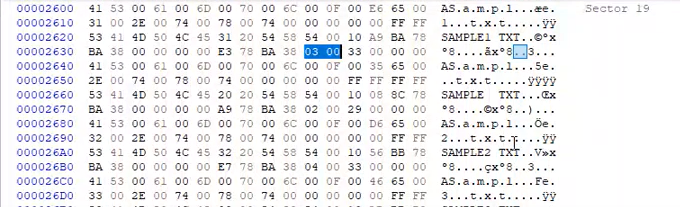 00002600 41 53 00 61 00 6D 00 70 00 6C 00 0F 00 E6 65 00 AS.a.m.p.l...æe. Sector 19
00002610 31 00 2E 00 74 00 78 00 74 00 00 00 00 00 FF FF 1...t.x.t.....ÿÿ
00002620 53 41 4D 50 4C 45 31 20 54 58 54 00 10 A9 BA 78 SAMPLE1 TXT..©ºx
00002630 BA 38 00 00 00 00 E3 78 BA 38 03 00 33 00 00 00 º8....ãxº8..3...
00002640 41 53 00 61 00 6D 00 70 00 6C 00 0F 00 35 65 00 AS.a.m.p.l...5e.
00002650 2E 00 74 00 78 00 74 00 00 00 00 00 FF FF FF FF ..t.x.t.....ÿÿÿÿ
00002660 53 41 4D 50 4C 45 20 20 54 58 54 00 10 08 8C 78 SAMPLE  TXT...Œx
00002670 BA 38 00 00 00 00 A9 78 BA 38 02 00 29 00 00 00 º8....©xº8..)...
00002680 41 53 00 61 00 6D 00 70 00 6C 00 0F 00 D6 65 00 AS.a.m.p.l...Öe.
00002690 32 00 2E 00 74 00 78 00 74 00 00 00 00 00 FF FF 2...t.x.t.....ÿÿ
000026A0 53 41 4D 50 4C 45 32 20 54 58 54 00 10 56 BB 78 SAMPLE2 TXT..V»x
000026B0 BA 38 00 00 00 00 E7 78 BA 38 04 00 33 00 00 00 º8....çxº8..3...
000026C0 41 53 00 61 00 6D 00 70 00 6C 00 0F 00 46 65 00 AS.a.m.p.l...Fe.
000026D0 33 00 2E 00 74 00 78 00 74 00 00 00 00 00 FF FF 3...t.x.t.....ÿÿ